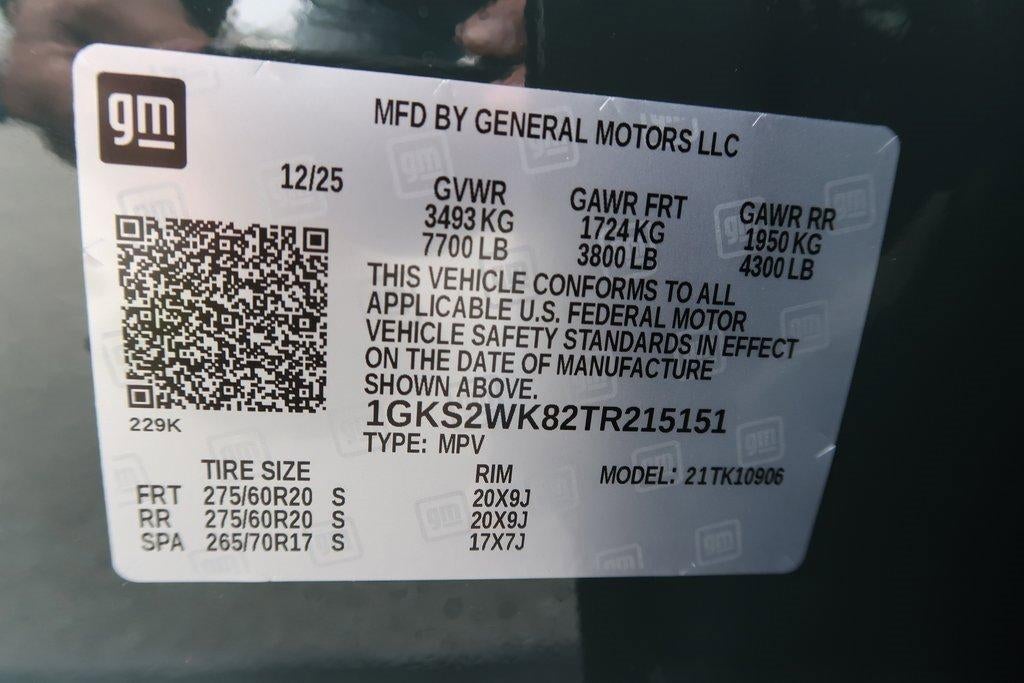 gm
MFD BY GENERAL MOTORS LLC
12/25
GVWR GAWR FRT GAWR RR
3493 KG 1724 KG 1950 KG
7700 LB 3800 LB 4300 LB
THIS VEHICLE CONFORMS TO ALL
APPLICABLE U.S. FEDERAL MOTOR
VEHICLE SAFETY STANDARDS IN EFFECT
ON THE DATE OF MANUFACTURE
SHOWN ABOVE.
1GKS2WK82TR215151
229K
TYPE: MPV
TIRE SIZE RIM MODEL: 21TK10906
FRT 275/60R20 S 20X9J
RR 275/60R20 S 20X9J
SPA 265/70R17 S 17X7J